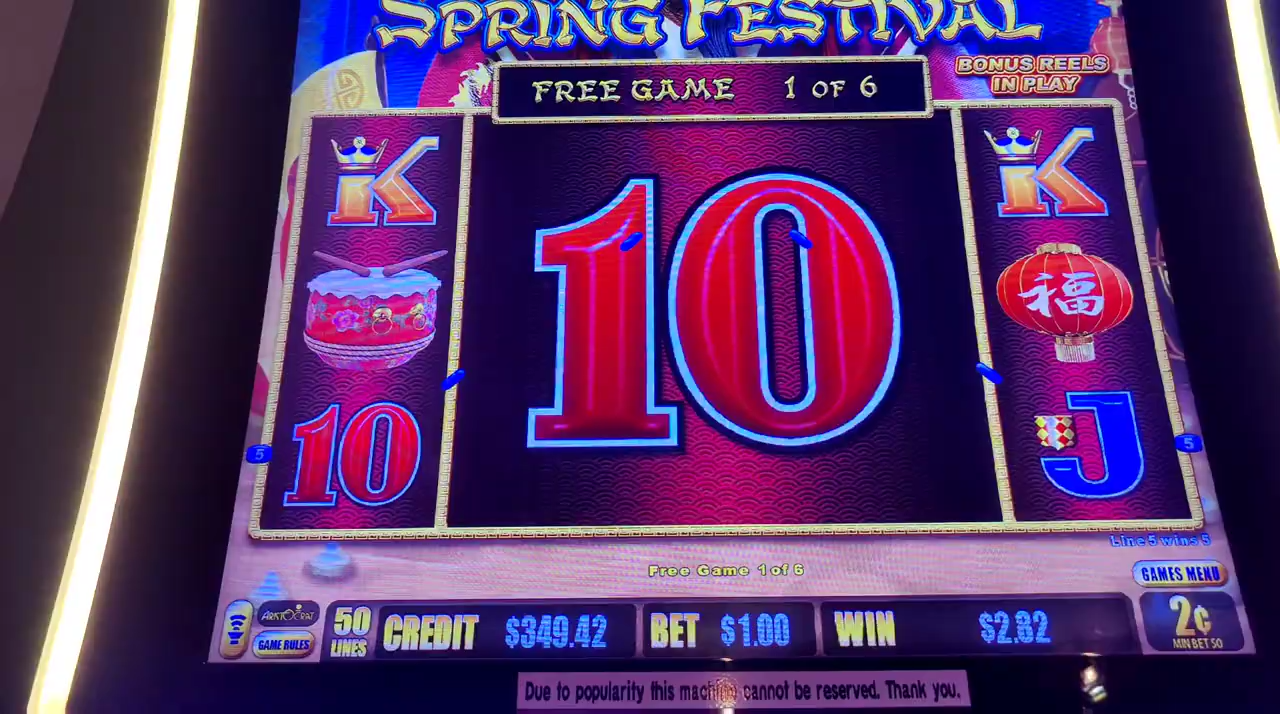 SPRING FESTIVAL
BONUS REELS
IN PLAY
FREE GAME 1 OF 6
K
10
K
福
10
J
5
5
Line 5 wins 5
Free Game 1 of 6
GAMES MENU
ARISTOCRAT
GAME RULES
50
LINES
CREDIT $349.42
BET $1.00
WIN $2.82
2¢
MIN BET 50
Due to popularity this machine cannot be reserved. Thank you.